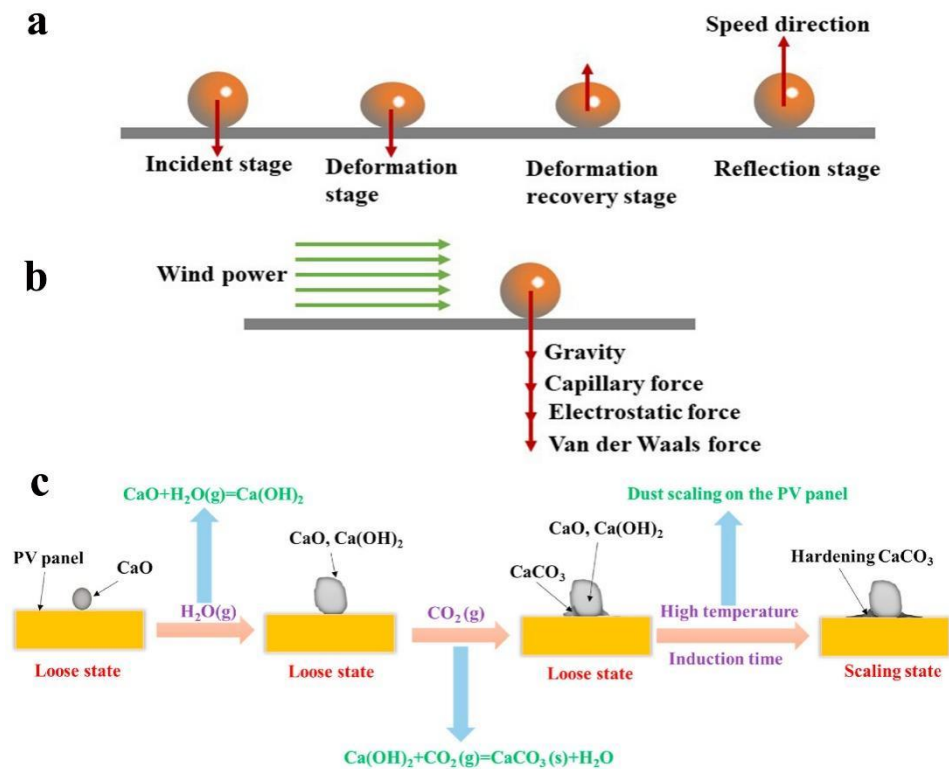 a
Speed direction
Incident stage
Deformation
stage
Deformation
recovery stage
Reflection stage
b
Wind power
Gravity
Capillary force
Electrostatic force
Van der Waals force
c
CaO+H₂O(g)=Ca(OH)₂
Dust scaling on the PV panel
PV panel
CaO
CaO, Ca(OH)₂
CaO, Ca(OH)₂
CaCO₃
Hardening CaCO₃
H₂O(g)
CO₂(g)
High temperature
Induction time
Loose state
Loose state
Loose state
Scaling state
Ca(OH)₂+CO₂(g)=CaCO₃(s)+H₂O